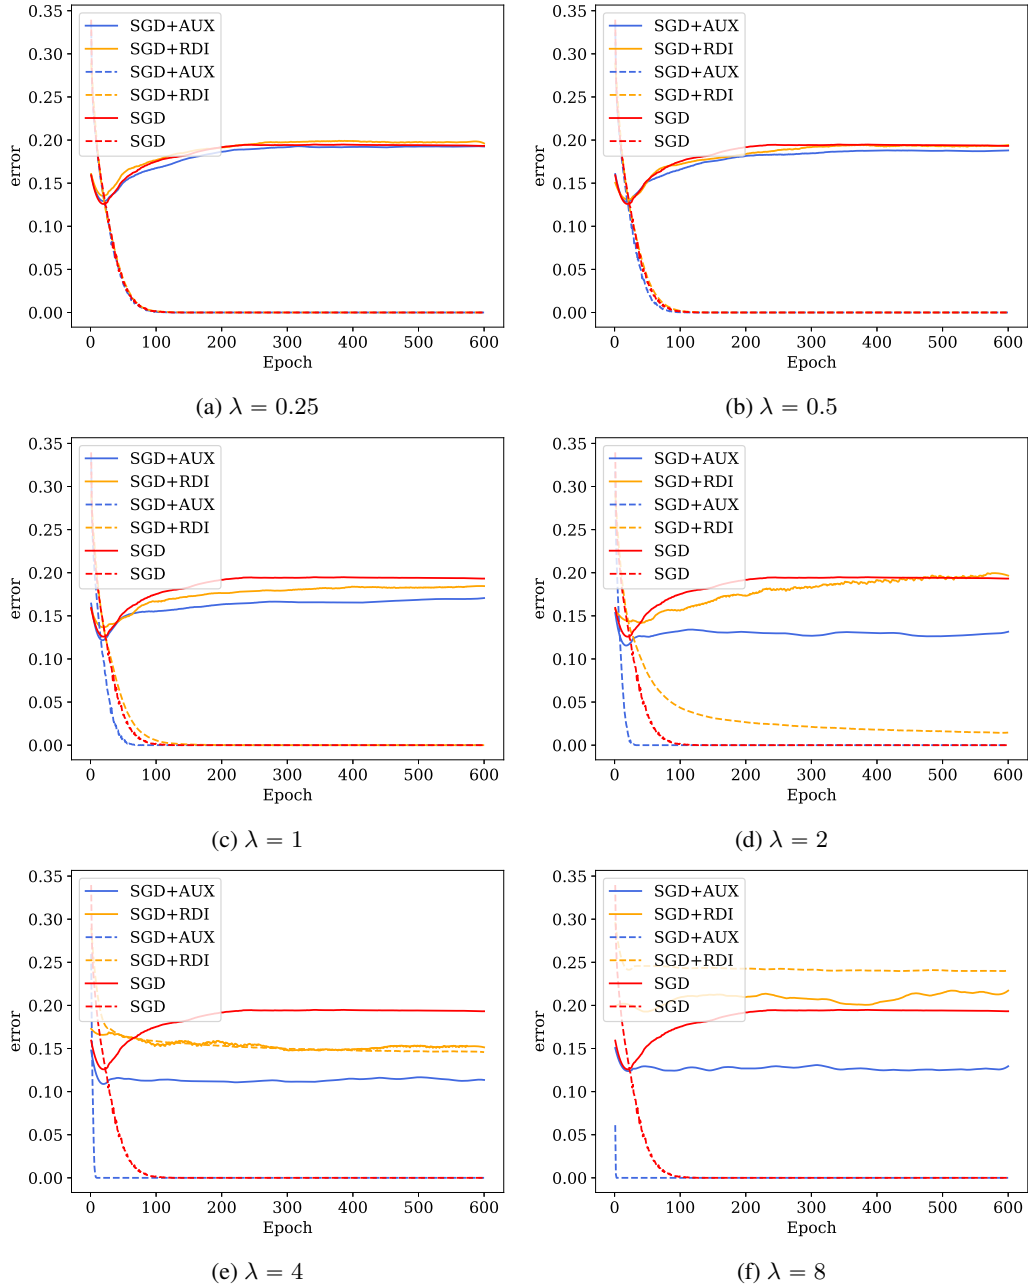 0.35
0.30
0.25
0.20
0.15
0.10
0.05
0.00
error
SGD+AUX
SGD+RDI
SGD+AUX
SGD+RDI
SGD
SGD
0 100 200 300 400 500 600
Epoch
(a) λ = 0.25
0.35
0.30
0.25
0.20
0.15
0.10
0.05
0.00
error
SGD+AUX
SGD+RDI
SGD+AUX
SGD+RDI
SGD
SGD
0 100 200 300 400 500 600
Epoch
(b) λ = 0.5
0.35
0.30
0.25
0.20
0.15
0.10
0.05
0.00
error
SGD+AUX
SGD+RDI
SGD+AUX
SGD+RDI
SGD
SGD
0 100 200 300 400 500 600
Epoch
(c) λ = 1
0.35
0.30
0.25
0.20
0.15
0.10
0.05
0.00
error
SGD+AUX
SGD+RDI
SGD+AUX
SGD+RDI
SGD
SGD
0 100 200 300 400 500 600
Epoch
(d) λ = 2
0.35
0.30
0.25
0.20
0.15
0.10
0.05
0.00
error
SGD+AUX
SGD+RDI
SGD+AUX
SGD+RDI
SGD
SGD
0 100 200 300 400 500 600
Epoch
(e) λ = 4
0.35
0.30
0.25
0.20
0.15
0.10
0.05
0.00
error
SGD+AUX
SGD+RDI
SGD+AUX
SGD+RDI
SGD
SGD
0 100 200 300 400 500 600
Epoch
(f) λ = 8